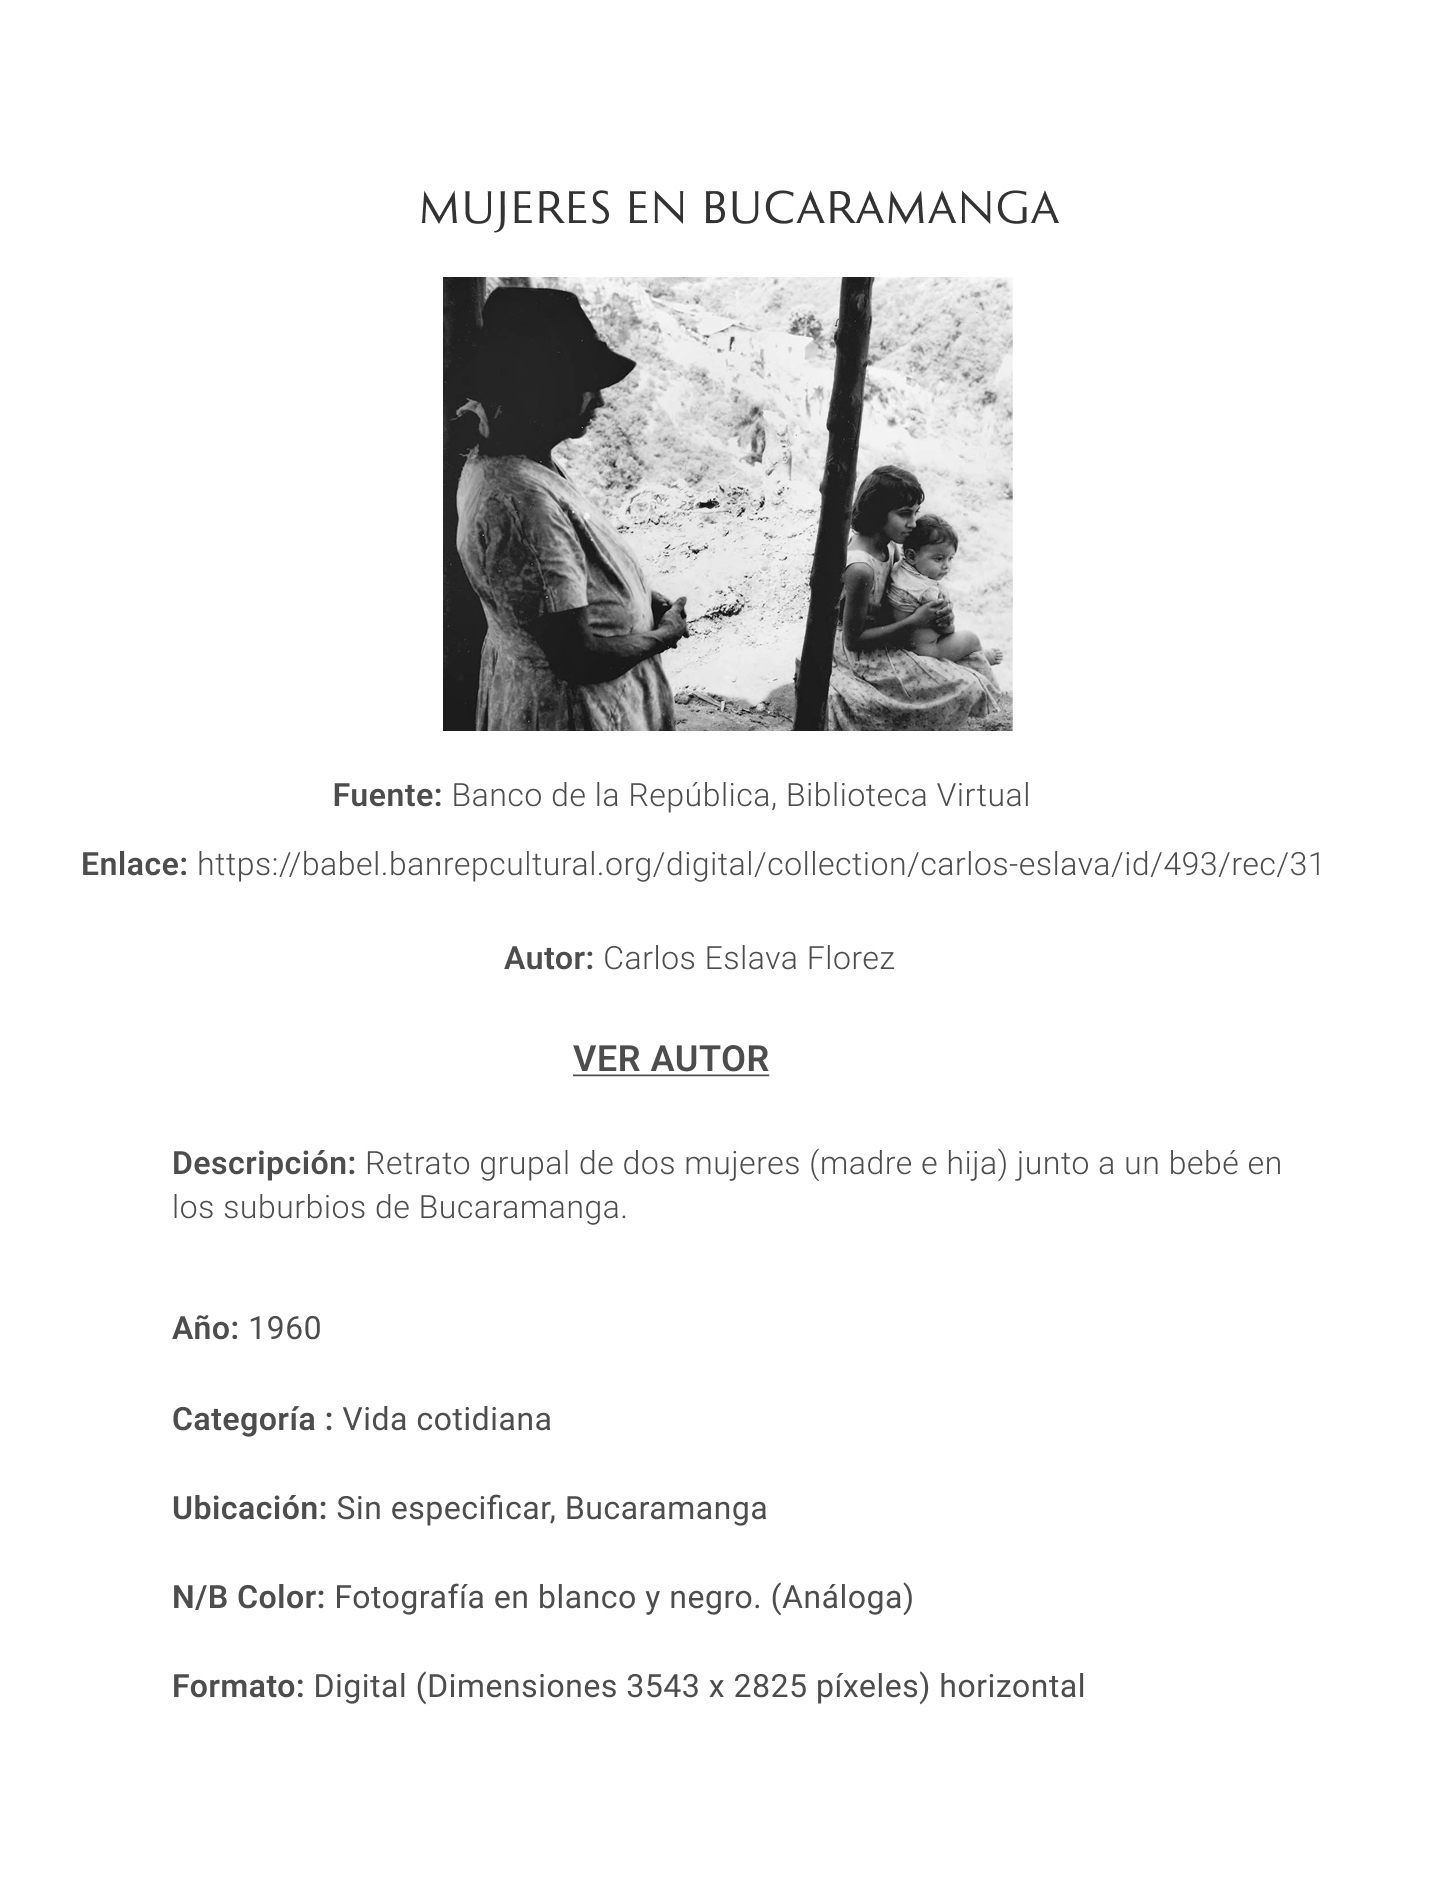 MUJERES EN BUCARAMANGA
Fuente: Banco de la República, Biblioteca Virtual
Enlace: https://babel.banrepcultural.org/digital/collection/carlos-eslava/id/493/rec/31
Autor: Carlos Eslava Florez
VER AUTOR
Descripción: Retrato grupal de dos mujeres (madre e hija) junto a un bebé en
los suburbios de Bucaramanga.
Año: 1960
Categoría : Vida cotidiana
Ubicación: Sin especificar, Bucaramanga
N/B Color: Fotografía en blanco y negro. (Análoga)
Formato: Digital (Dimensiones 3543 x 2825 píxeles) horizontal